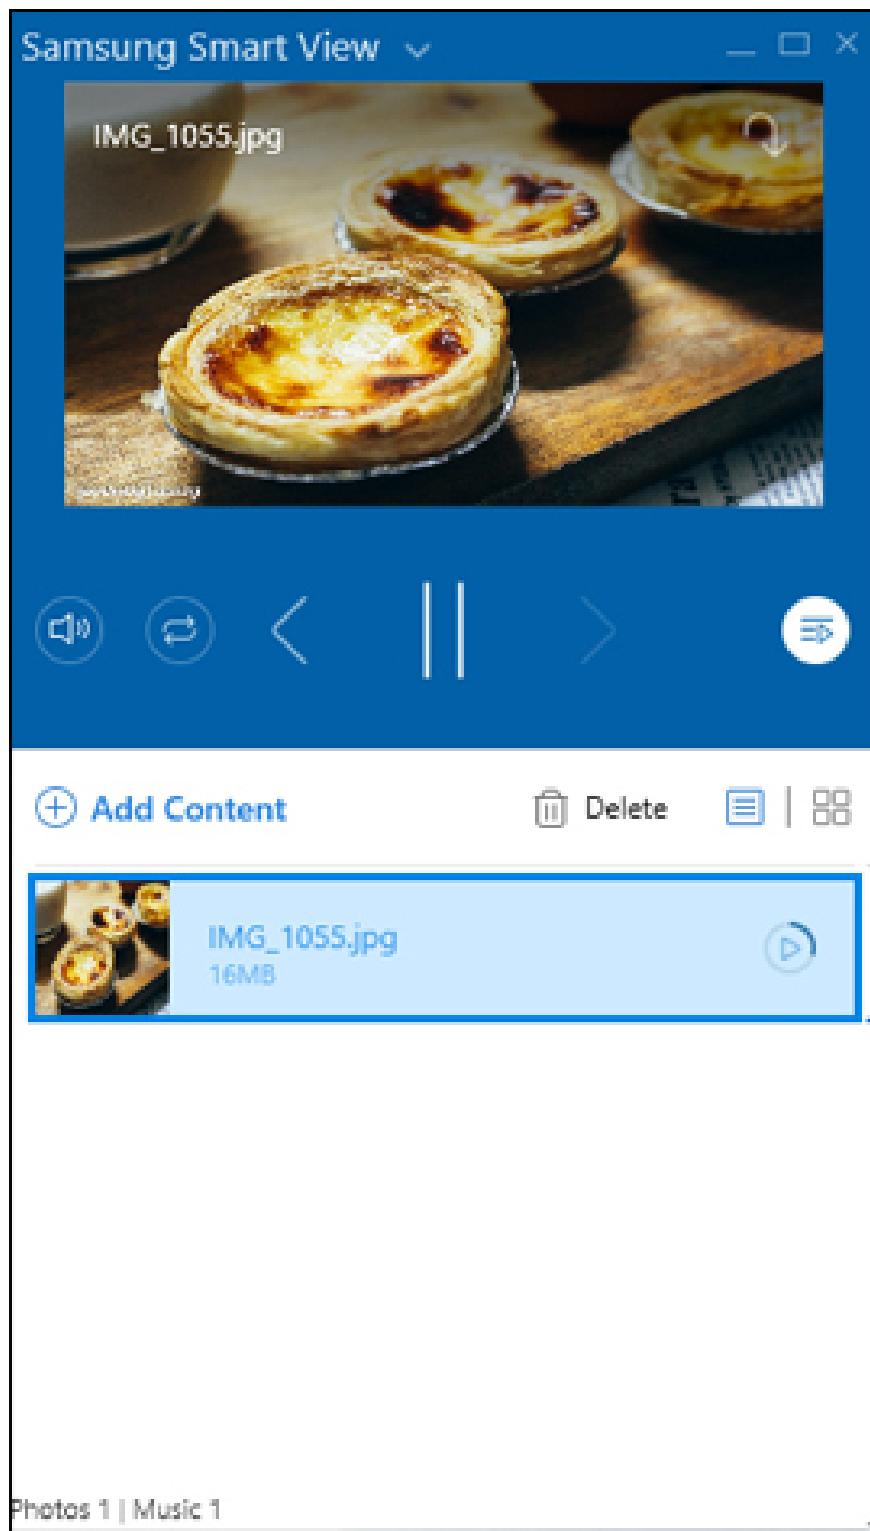 Samsung Smart View
IMG_1055.jpg
Add Content
Delete
IMG_1055.jpg
16MB
Photos 1 | Music 1